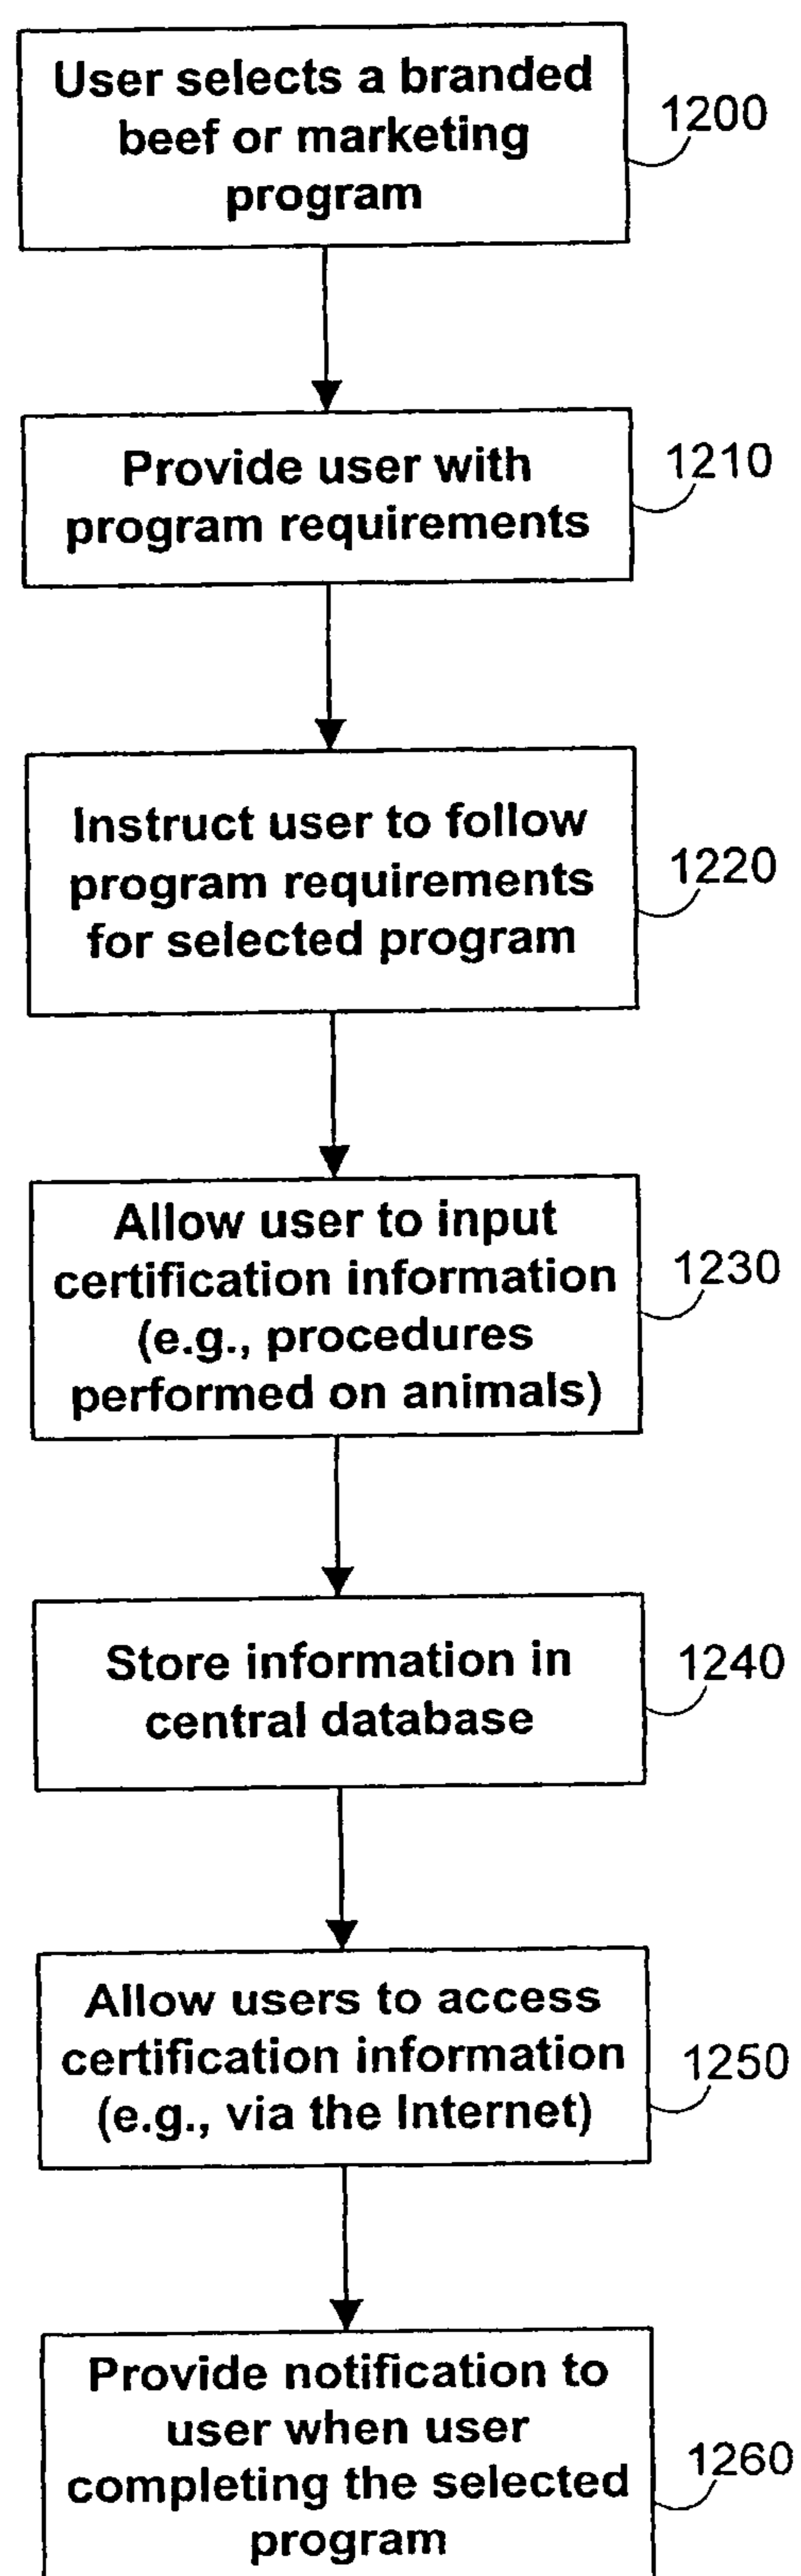 User selects a branded
beef or marketing
program
1200
Provide user with
program requirements
1210
Instruct user to follow
program requirements
for selected program
1220
Allow user to input
certification information
(e.g., procedures
performed on animals)
1230
Store information in
central database
1240
Allow users to access
certification information
(e.g., via the Internet)
1250
Provide notification to
user when user
completing the selected
program
1260